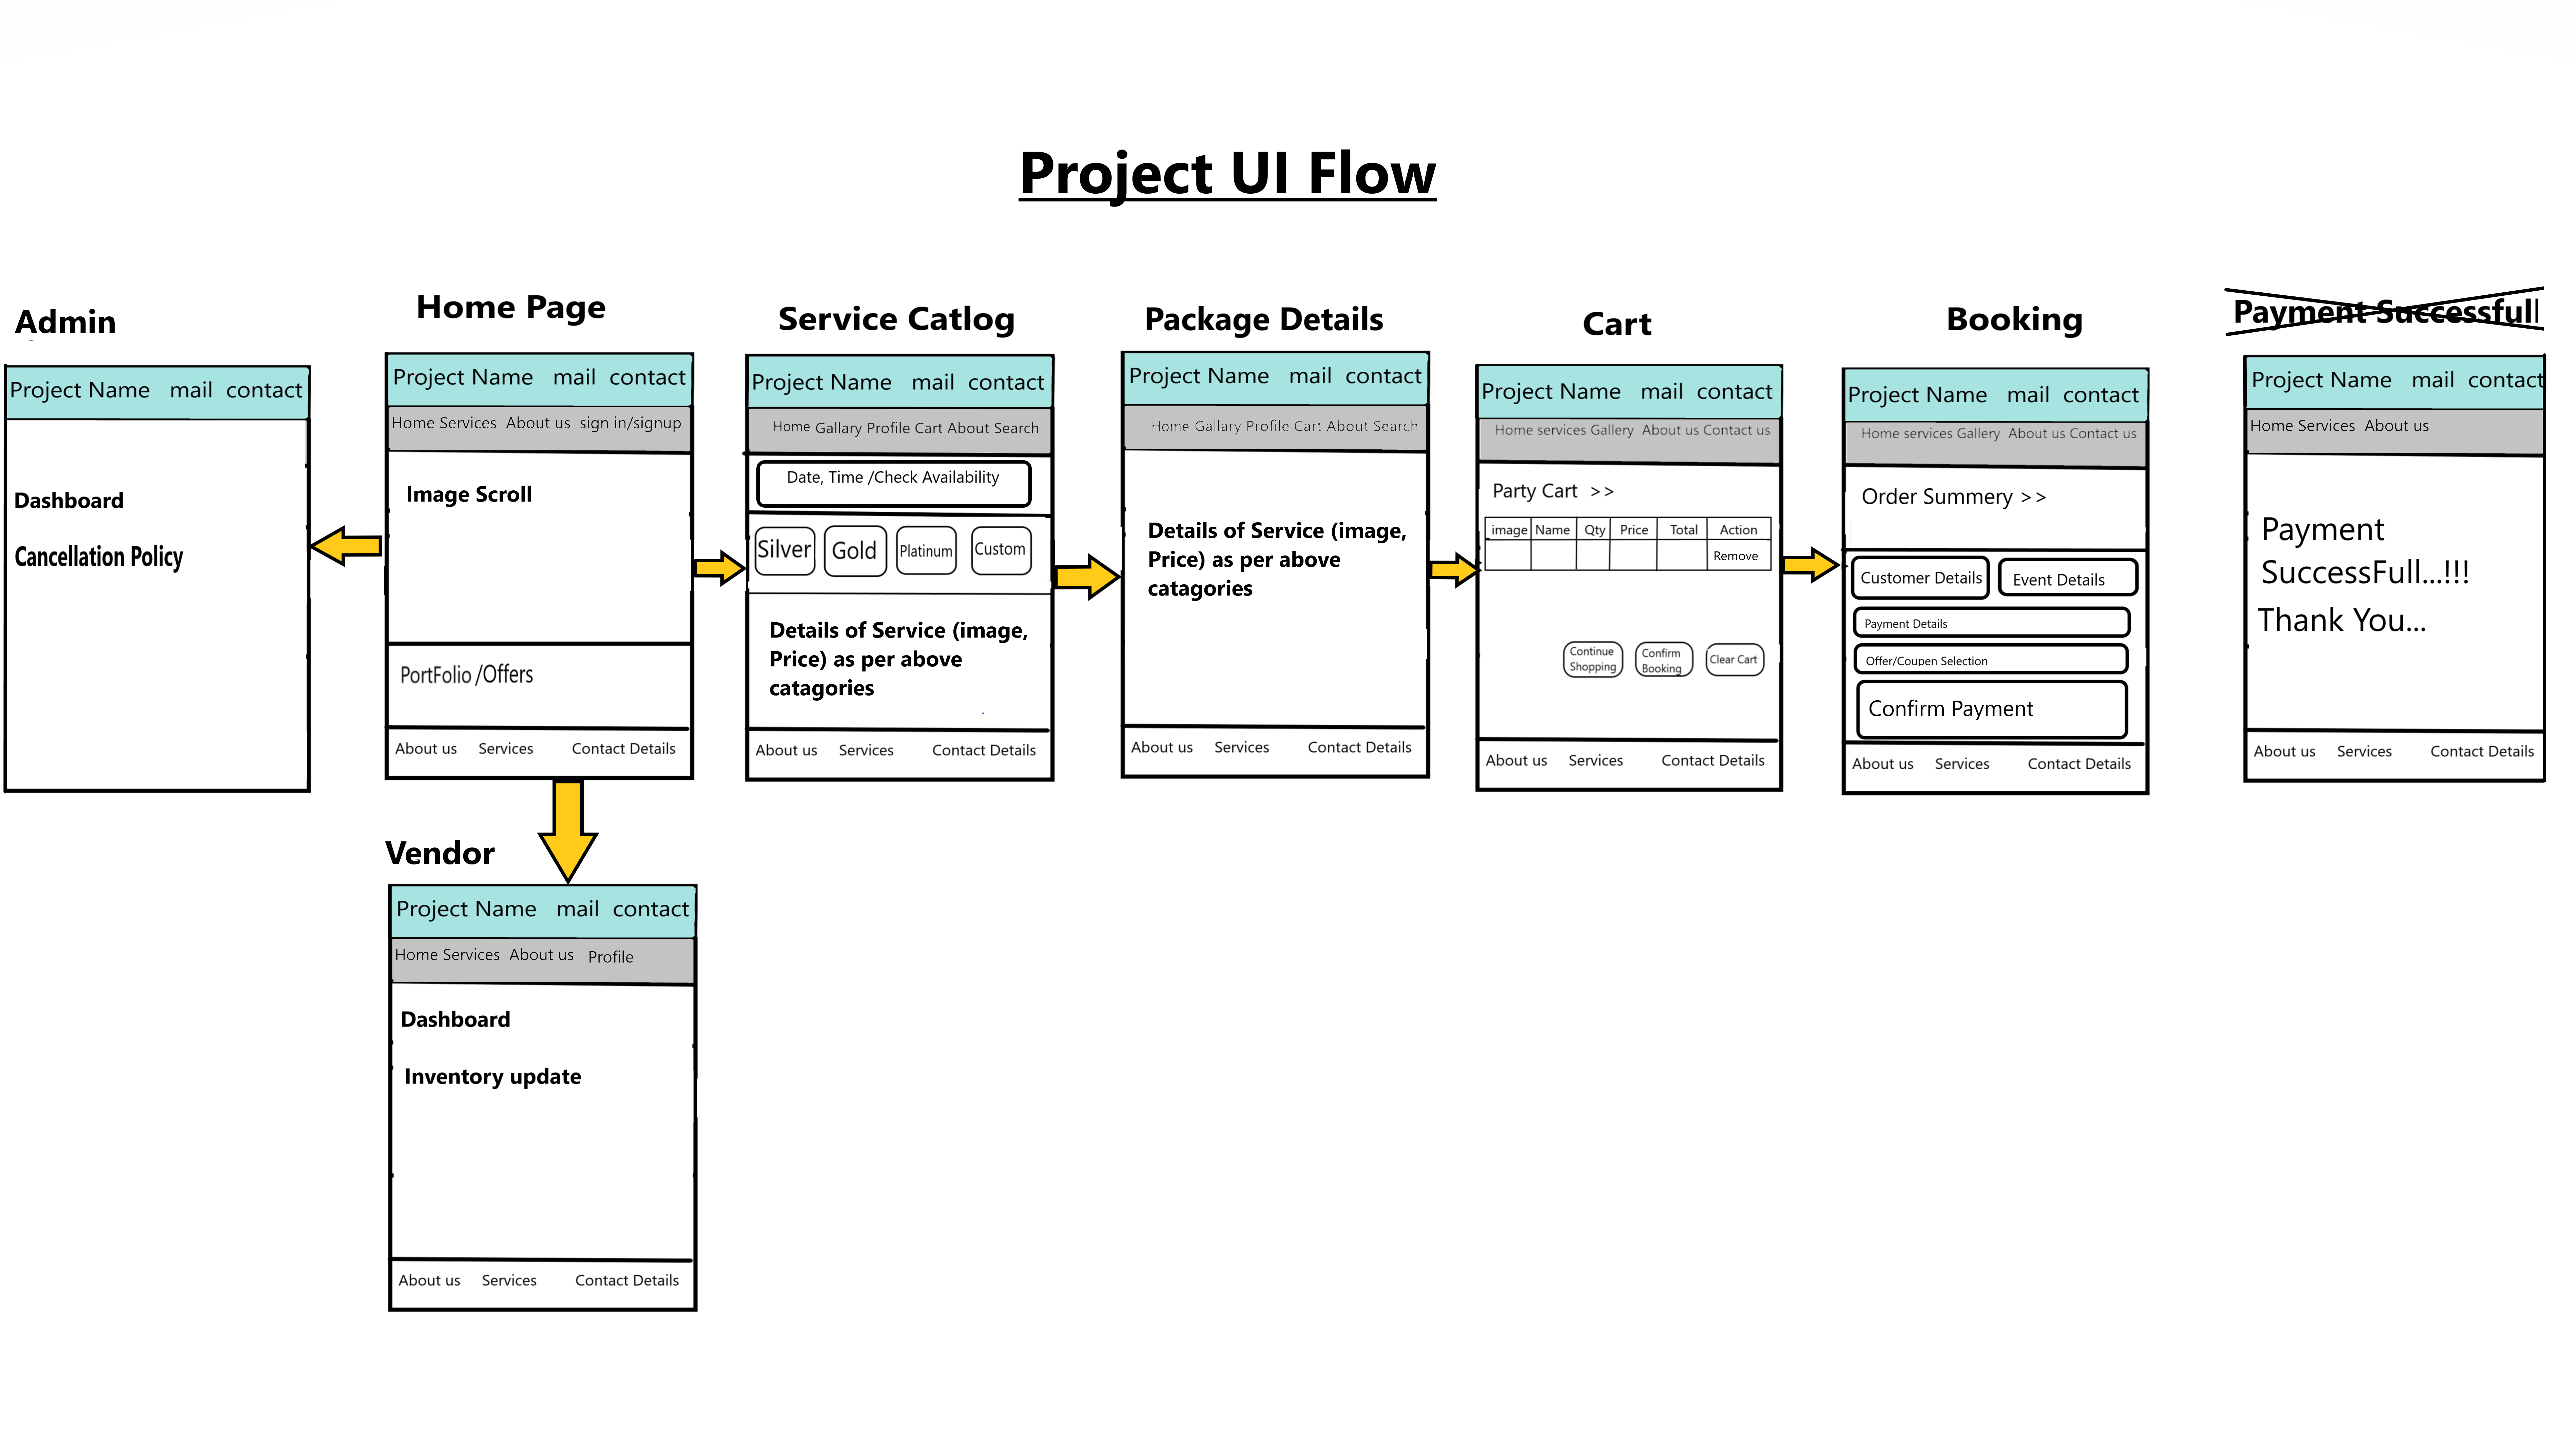 Project UI Flow
Admin
Project Name mail contact
Dashboard
Cancellation Policy
Home Page
Project Name mail contact
Home Services About us sign in/signup
Image Scroll
PortFolio /Offers
About us Services Contact Details
Service Catlog
Project Name mail contact
Home Gallary Profile Cart About Search
Date, Time /Check Availability
Silver Gold Platinum Custom
Details of Service (image,
Price) as per above
catagories
About us Services Contact Details
Package Details
Project Name mail contact
Home Gallary Profile Cart About Search
Details of Service (image,
Price) as per above
catagories
About us Services Contact Details
Cart
Project Name mail contact
Home services Gallery About us Contact us
Party Cart >>
image Name Qty Price Total Action
Remove
Continue
Shopping
Confirm
Booking
Clear Cart
About us Services Contact Details
Booking
Project Name mail contact
Home services Gallery About us Contact us
Order Summery >>
Customer Details Event Details
Payment Details
Offer/Coupen Selection
Confirm Payment
About us Services Contact Details
Payment Successfull
Project Name mail contact
Home Services About us
Payment
SuccessFull...!!!
Thank You...
About us Services Contact Details
Vendor
Project Name mail contact
Home Services About us Profile
Dashboard
Inventory update
About us Services Contact Details